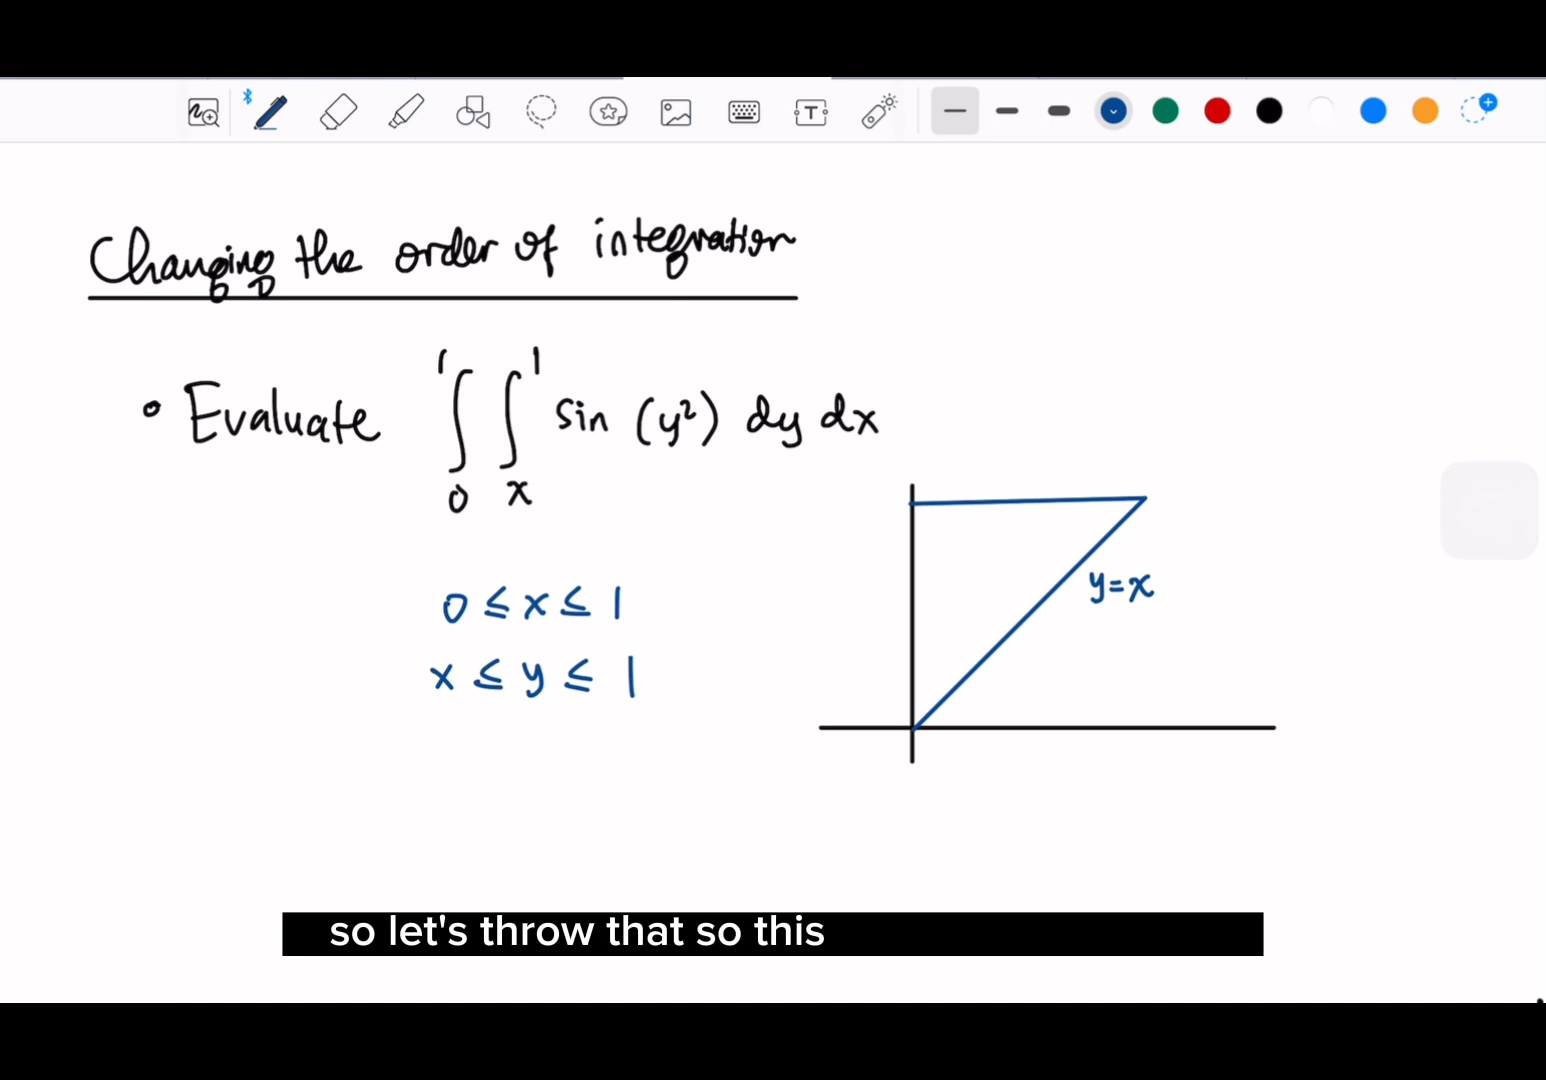 Changing the order of integration
• Evaluate ∫₀¹ ∫ₓ¹ sin (y²) dy dx
0 ≤ x ≤ 1
x ≤ y ≤ 1
y=x
so let's throw that so this